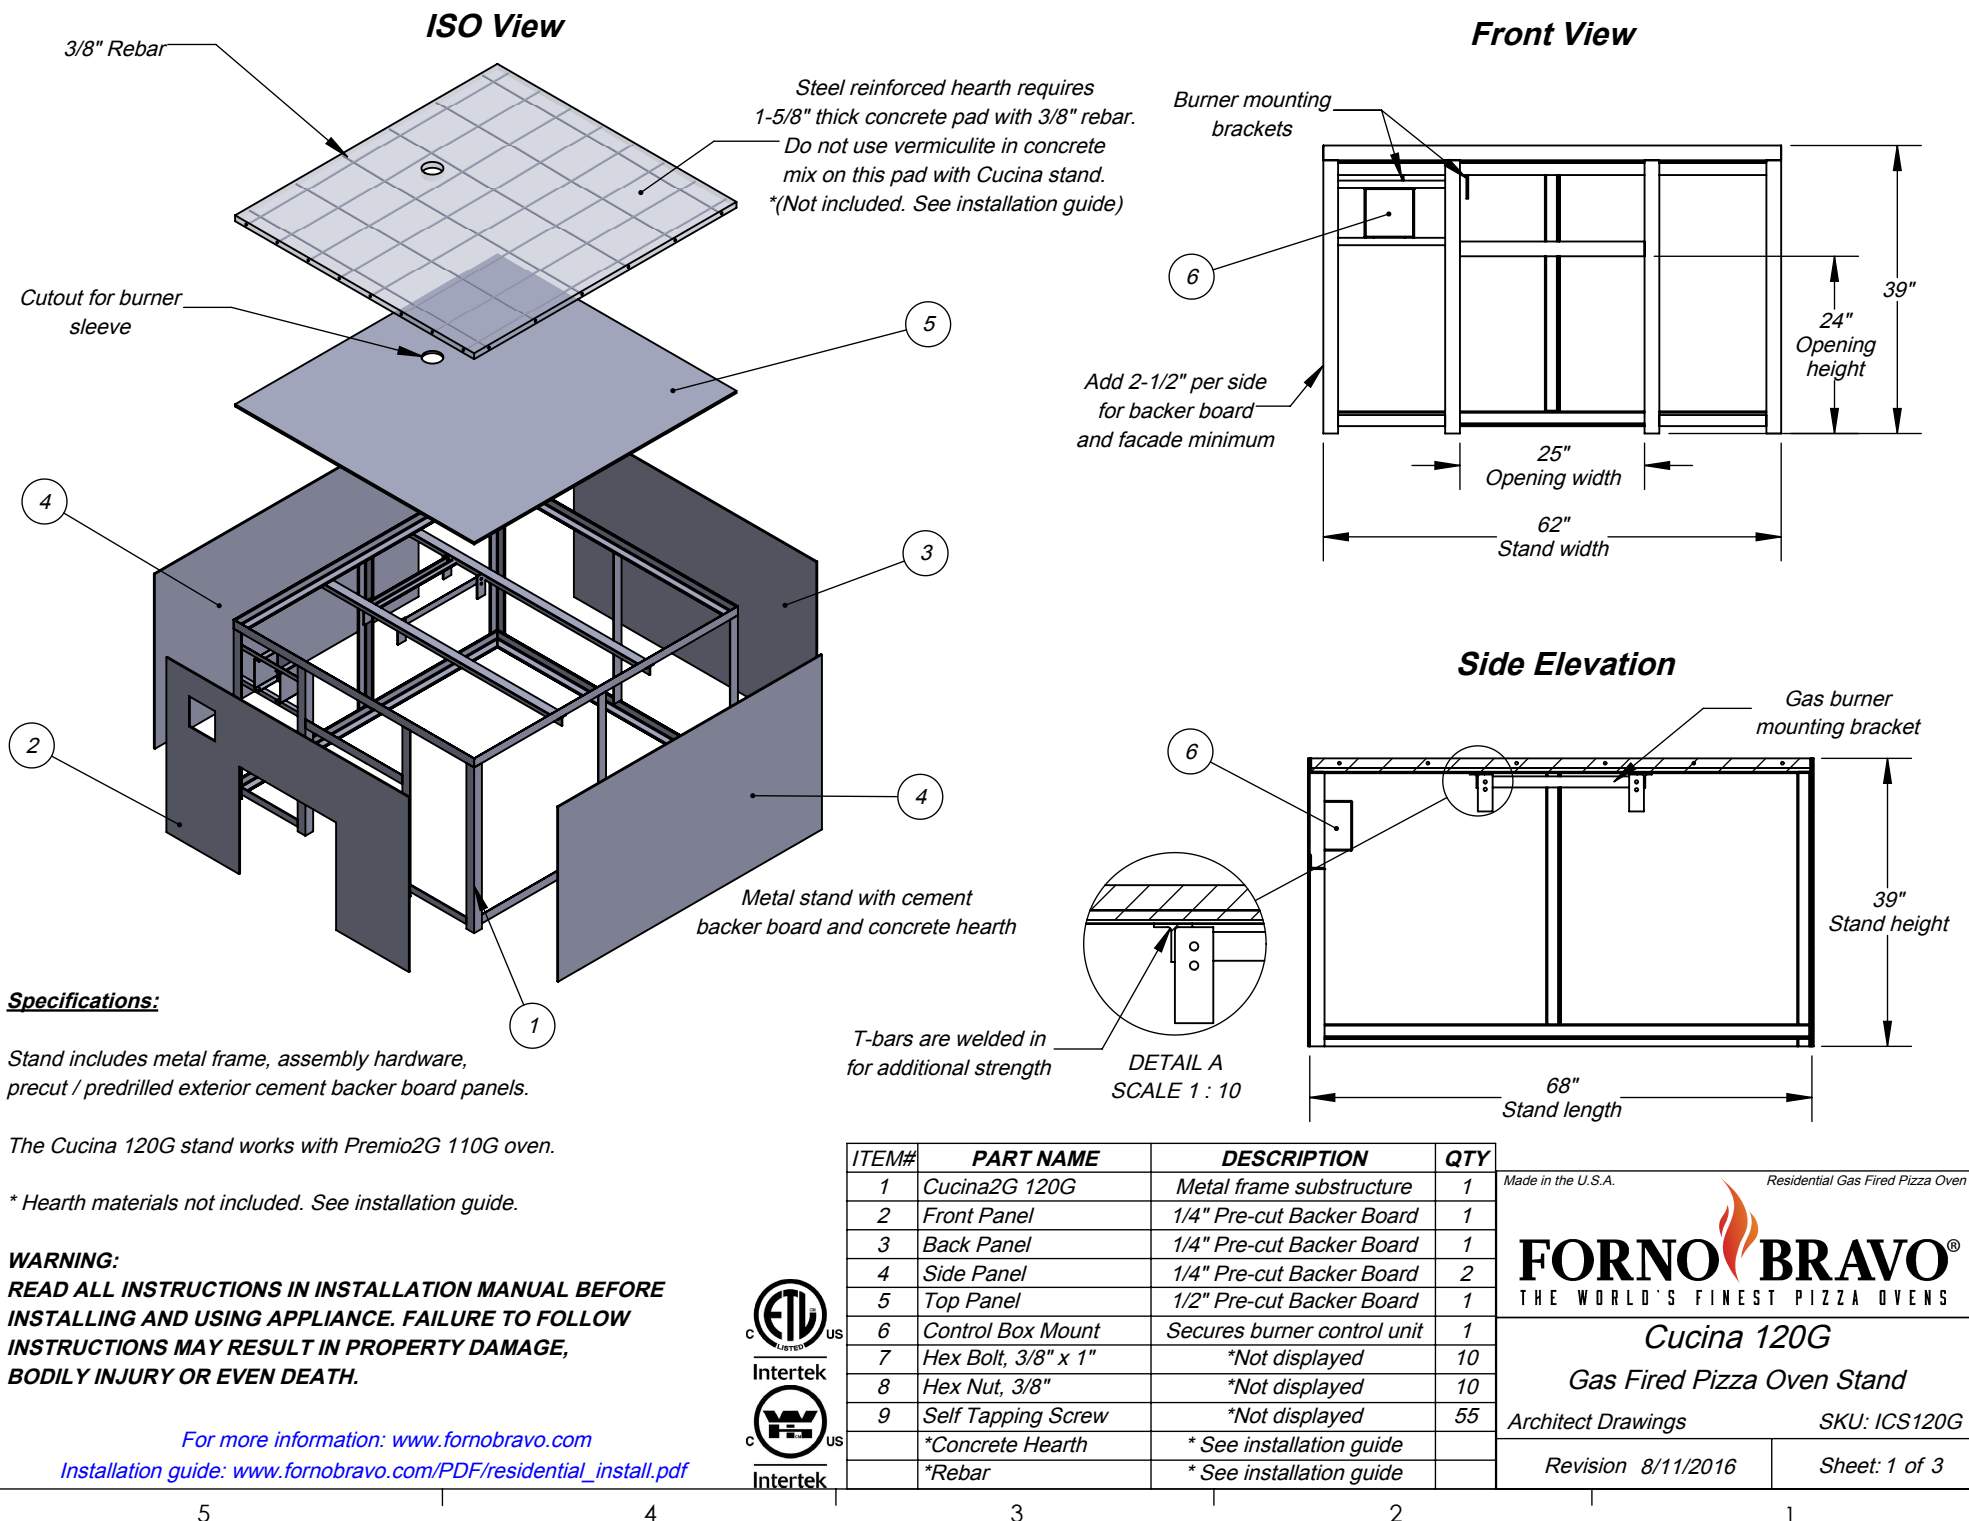 ISO View
3/8" Rebar
Steel reinforced hearth requires
1-5/8" thick concrete pad with 3/8" rebar.
Do not use vermiculite in concrete
mix on this pad with Cucina stand.
*(Not included. See installation guide)
Cutout for burner
sleeve
5
4
3
2
4
1
Metal stand with cement
backer board and concrete hearth
Front View
Burner mounting
brackets
6
Add 2-1/2" per side
for backer board
and facade minimum
39"
24"
Opening
height
25"
Opening width
62"
Stand width
Side Elevation
Gas burner
mounting bracket
6
39"
Stand height
68"
Stand length
T-bars are welded in
for additional strength
DETAIL A
SCALE 1 : 10
Specifications:
Stand includes metal frame, assembly hardware,
precut / predrilled exterior cement backer board panels.
The Cucina 120G stand works with Premio2G 110G oven.
* Hearth materials not included. See installation guide.
WARNING:
READ ALL INSTRUCTIONS IN INSTALLATION MANUAL BEFORE
INSTALLING AND USING APPLIANCE. FAILURE TO FOLLOW
INSTRUCTIONS MAY RESULT IN PROPERTY DAMAGE,
BODILY INJURY OR EVEN DEATH.
For more information: www.fornobravo.com
Installation guide: www.fornobravo.com/PDF/residential_install.pdf
ETL
CM
LISTED
C US
Intertek
WH
C US
Intertek
ITEM# PART NAME DESCRIPTION QTY
1 Cucina2G 120G Metal frame substructure 1
2 Front Panel 1/4" Pre-cut Backer Board 1
3 Back Panel 1/4" Pre-cut Backer Board 1
4 Side Panel 1/4" Pre-cut Backer Board 2
5 Top Panel 1/2" Pre-cut Backer Board 1
6 Control Box Mount Secures burner control unit 1
7 Hex Bolt, 3/8" x 1" *Not displayed 10
8 Hex Nut, 3/8" *Not displayed 10
9 Self Tapping Screw *Not displayed 55
*Concrete Hearth * See installation guide
*Rebar * See installation guide
Made in the U.S.A. Residential Gas Fired Pizza Oven
FORNO BRAVO®
THE WORLD'S FINEST PIZZA OVENS
Cucina 120G
Gas Fired Pizza Oven Stand
Architect Drawings SKU: ICS120G
Revision 8/11/2016 Sheet: 1 of 3
5 4 3 2 1